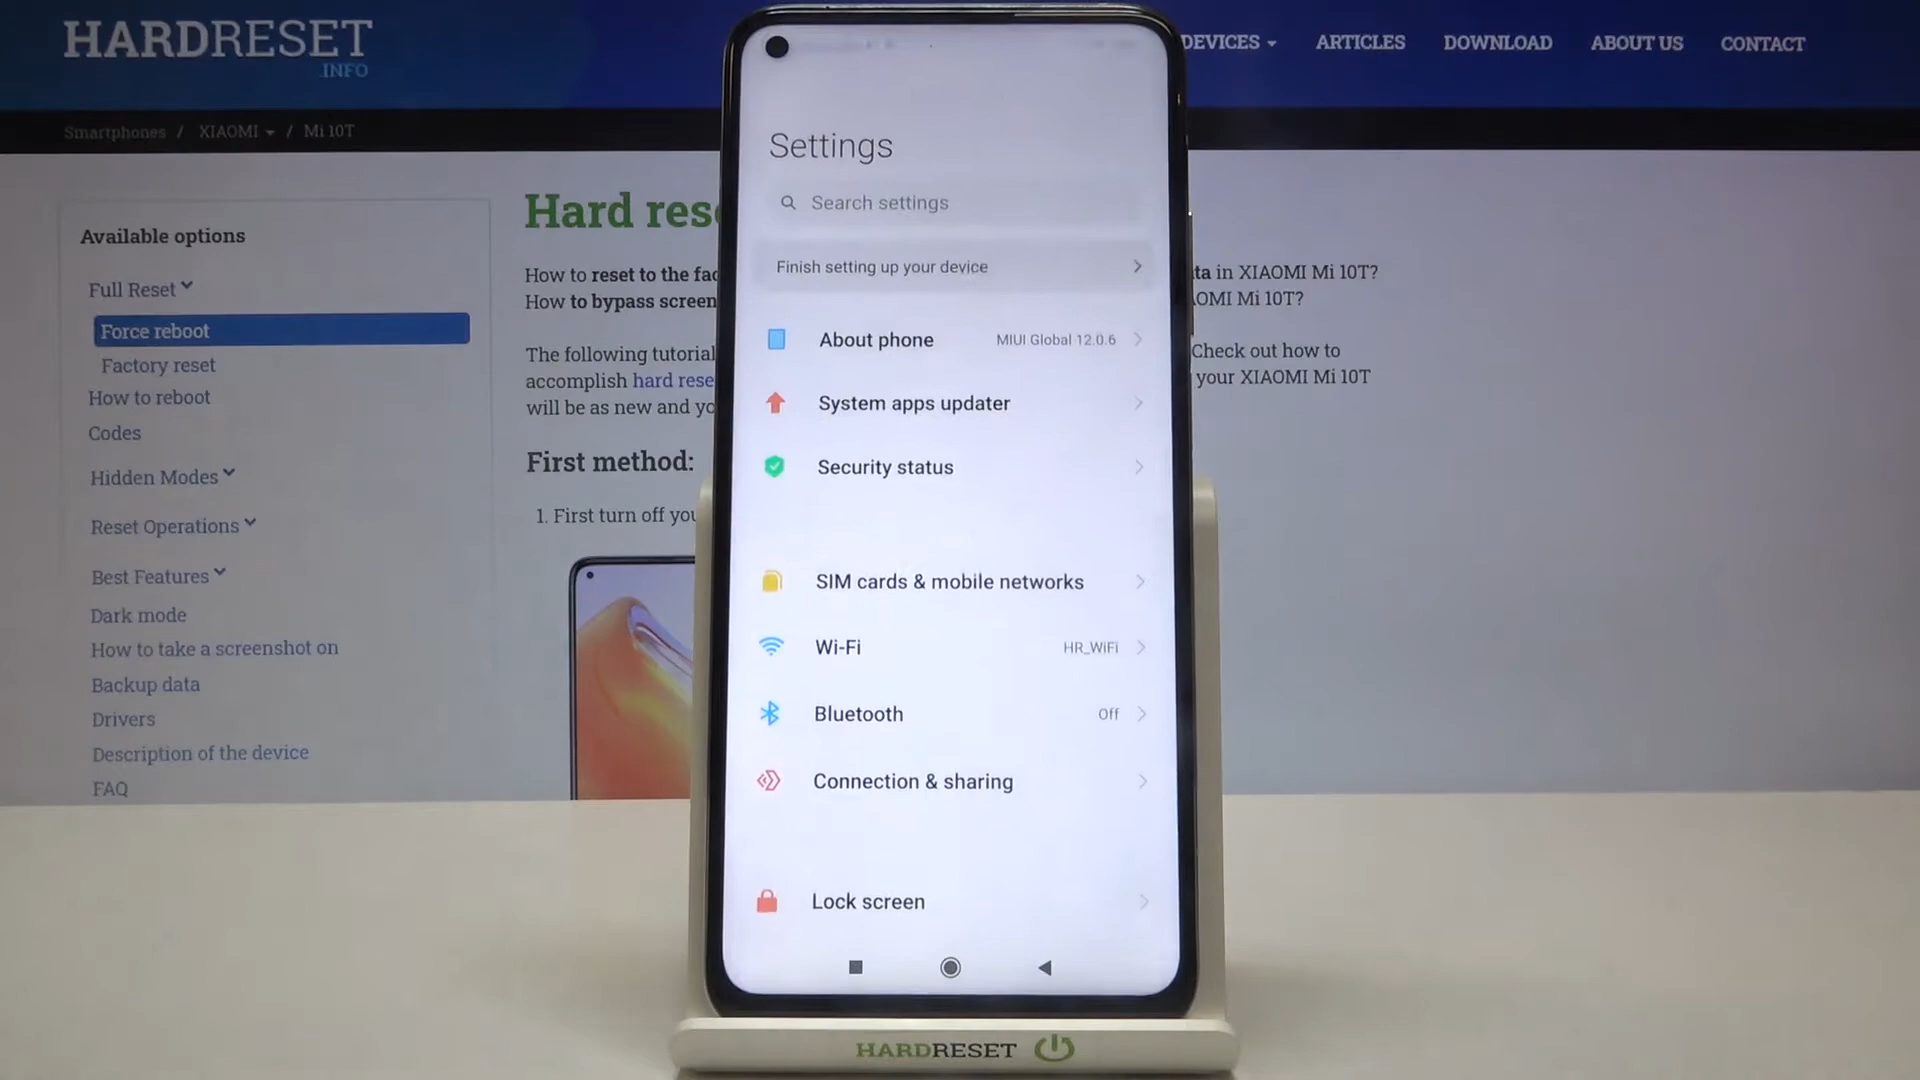 HARDRESET
.INFO
DEVICES
ARTICLES
DOWNLOAD
ABOUT US
CONTACT
Smartphones / XIAOMI / Mi 10T
Available options
Full Reset
Force reboot
Factory reset
How to reboot
Codes
Hidden Modes
Reset Operations
Best Features
Dark mode
How to take a screenshot on
Backup data
Drivers
Description of the device
FAQ
Hard rese
How to reset to the fac
How to bypass screen
The following tutorial
accomplish hard rese
will be as new and yo
First method:
1. First turn off you
ta in XIAOMI Mi 10T?
OMI Mi 10T?
Check out how to
your XIAOMI Mi 10T
Settings
Search settings
Finish setting up your device
About phone MIUI Global 12.0.6
System apps updater
Security status
SIM cards & mobile networks
Wi-Fi HR_WiFi
Bluetooth Off
Connection & sharing
Lock screen
HARDRESET